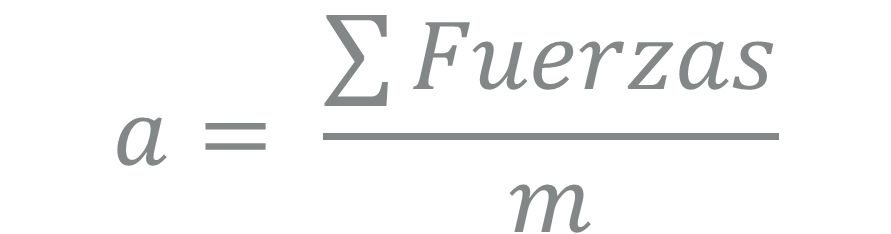 ∑ Fuerzas
a =
m